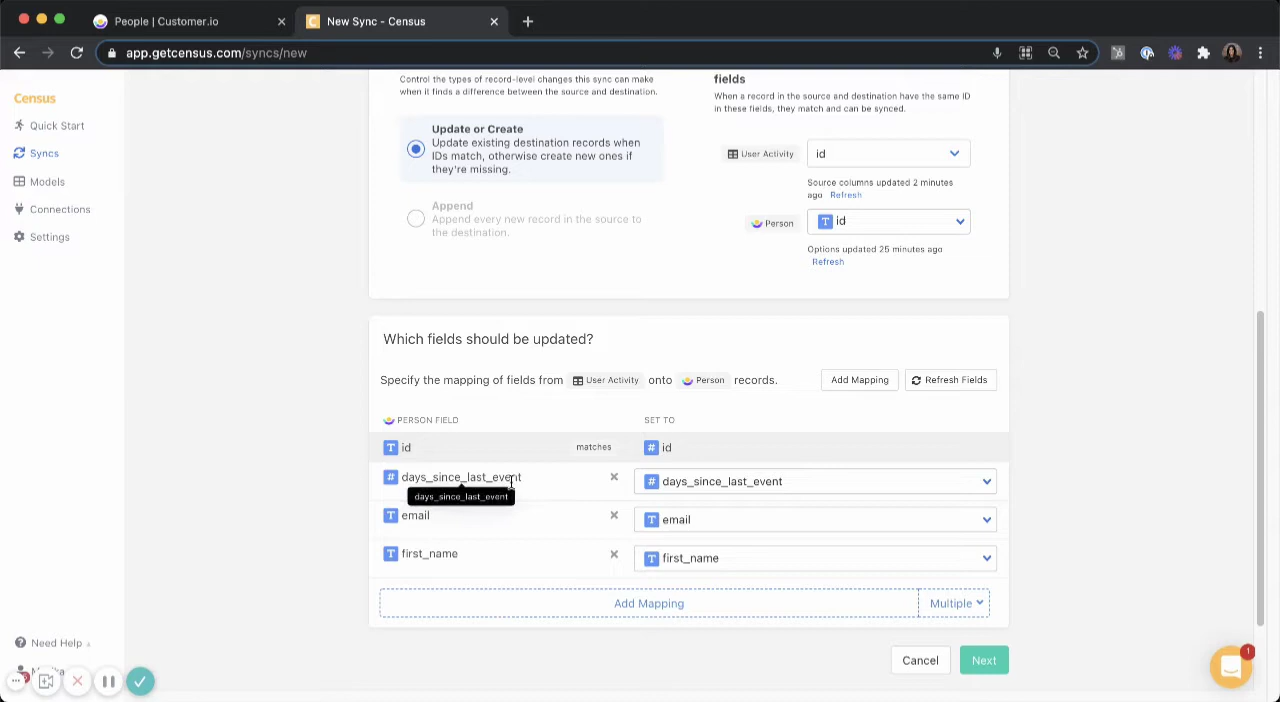 People | Customer.io
New Sync - Census
app.getcensus.com/syncs/new
Census
Quick Start
Syncs
Models
Connections
Settings
Need Help
Control the types of record-level changes this sync can make
when it finds a difference between the source and destination.
Update or Create
Update existing destination records when
IDs match, otherwise create new ones if
they're missing.
Append
Append every new record in the source to
the destination.
fields
When a record in the source and destination have the same ID
in these fields, they match and can be synced.
User Activity
id
Source columns updated 2 minutes
ago Refresh
Person
T id
Options updated 25 minutes ago
Refresh
Which fields should be updated?
Specify the mapping of fields from User Activity onto Person records.
Add Mapping
Refresh Fields
PERSON FIELD SET TO
T id matches # id
# days_since_last_event # days_since_last_event
days_since_last_event
T email T email
T first_name T first_name
Add Mapping Multiple
Cancel Next
1